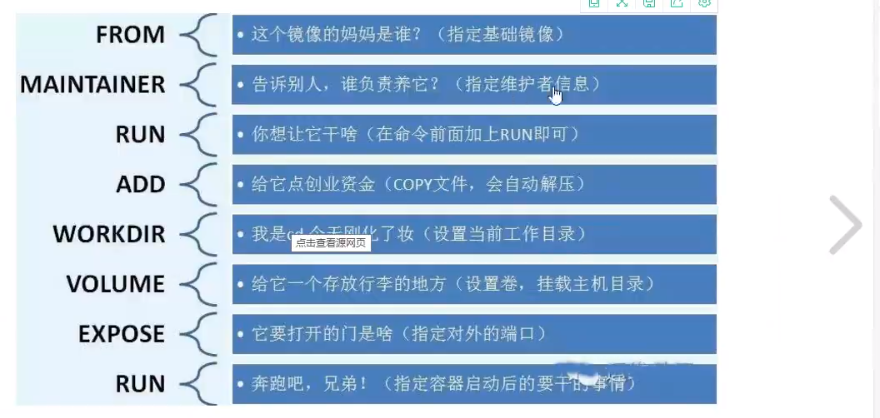 FROM • 这个镜像的妈妈是谁？（指定基础镜像）
MAINTAINER • 告诉别人，谁负责养它？（指定维护者信息）
RUN • 你想让它干啥（在命令前面加上RUN即可）
ADD • 给它点创业资金（COPY文件，会自动解压）
WORKDIR • 我是cd,今天刚化了妆（设置当前工作目录）
点击查看源网页
VOLUME • 给它一个存放行李的地方（设置卷，挂载主机目录）
EXPOSE • 它要打开的门是啥（指定对外的端口）
RUN • 奔跑吧，兄弟！（指定容器启动后的要干的事情）